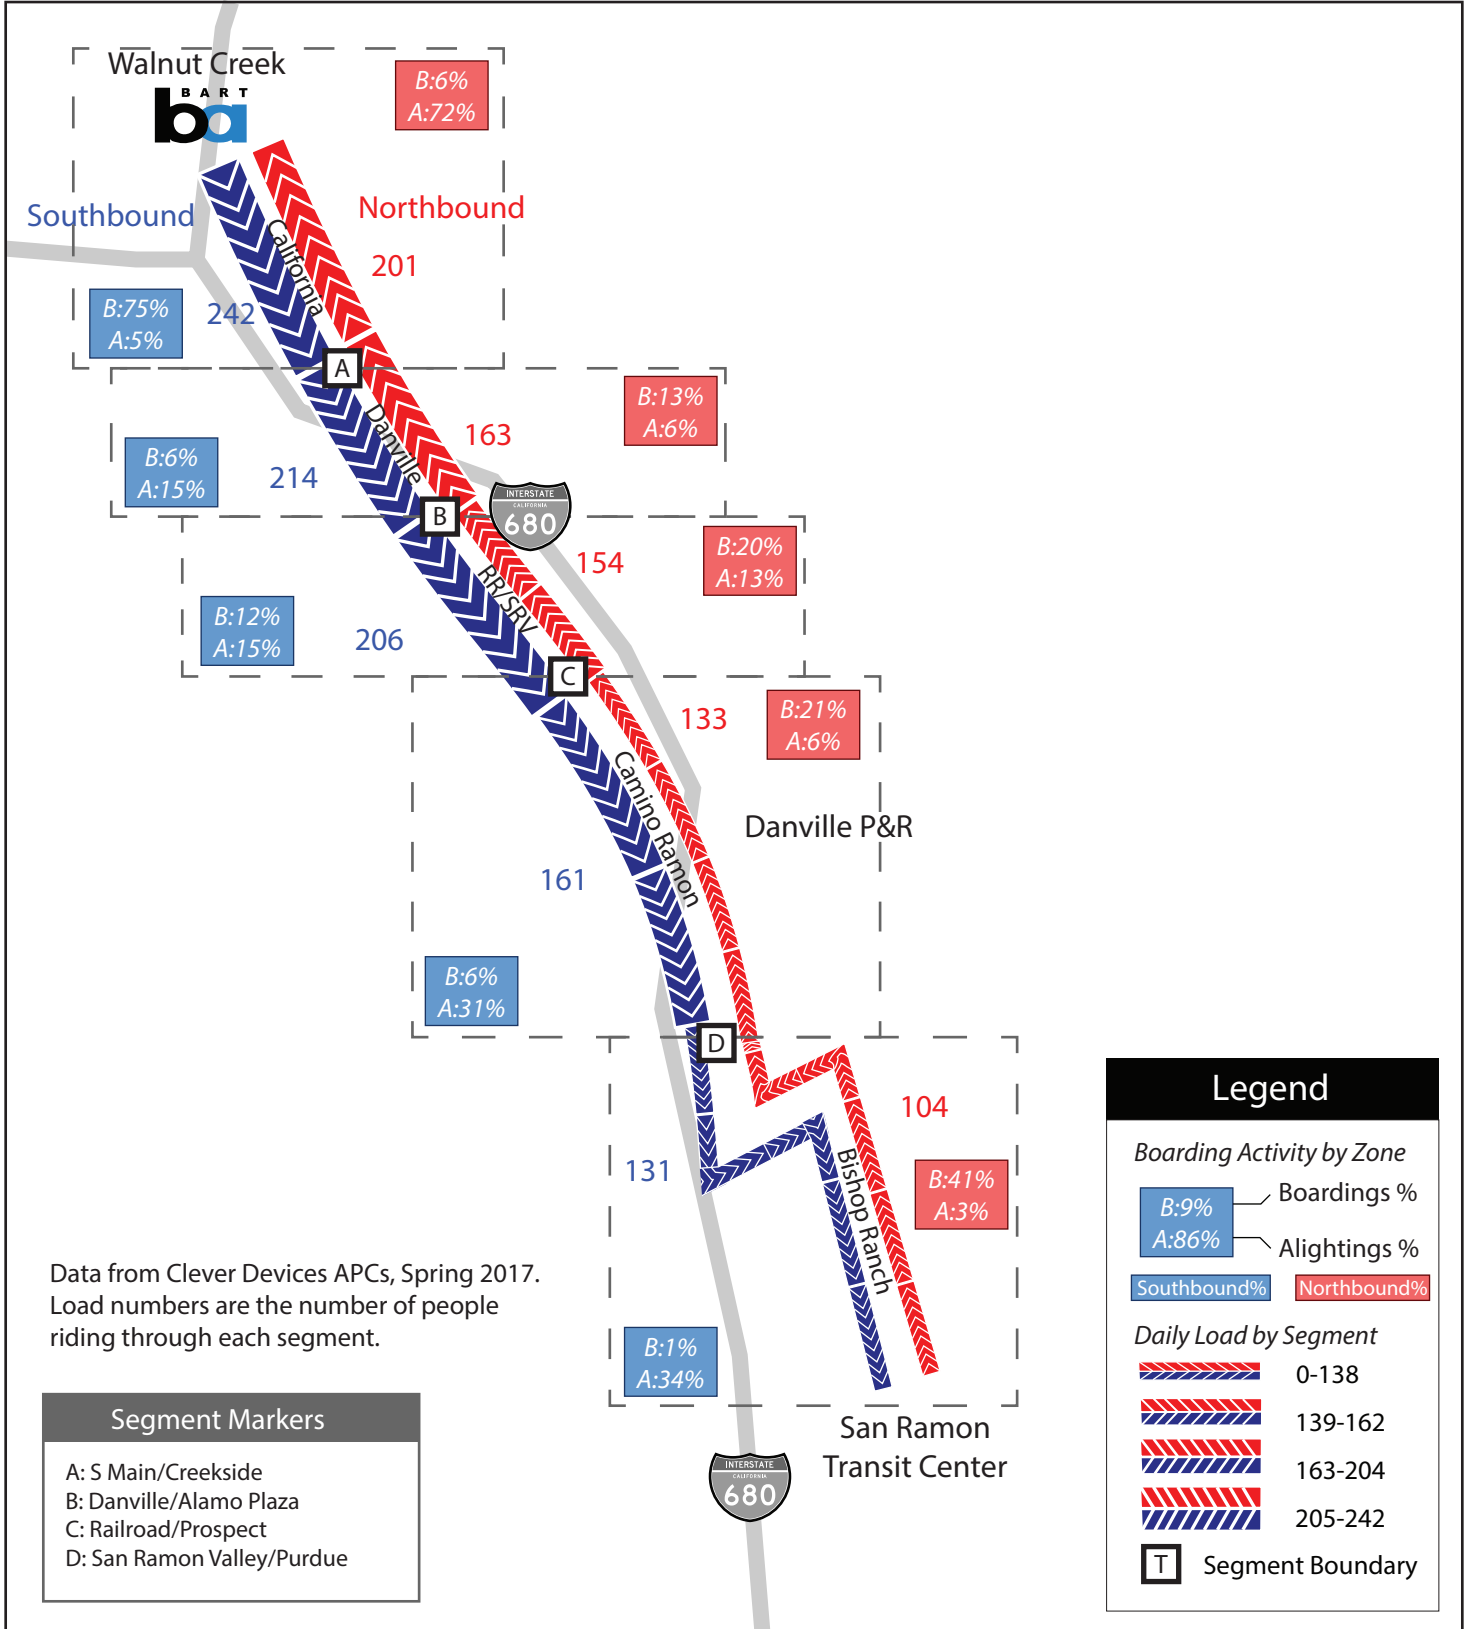 Walnut Creek
BART
ba
B:6%
A:72%
Southbound
Northbound
California
201
B:75%
A:5%
242
A
B:13%
A:6%
Danville
163
B:6%
A:15%
214
B
INTERSTATE
CALIFORNIA
680
B:20%
A:13%
154
RR/SRV
B:12%
A:15%
206
C
133
B:21%
A:6%
Camino Ramon
Danville P&R
161
B:6%
A:31%
D
104
131
Bishop Ranch
B:41%
A:3%
B:1%
A:34%
San Ramon
Transit Center
INTERSTATE
CALIFORNIA
680
Data from Clever Devices APCs, Spring 2017.
Load numbers are the number of people
riding through each segment.
Segment Markers
A: S Main/Creekside
B: Danville/Alamo Plaza
C: Railroad/Prospect
D: San Ramon Valley/Purdue
Legend
Boarding Activity by Zone
B:9%
A:86%
Boardings %
Alightings %
Southbound%
Northbound%
Daily Load by Segment
0-138
139-162
163-204
205-242
T
Segment Boundary